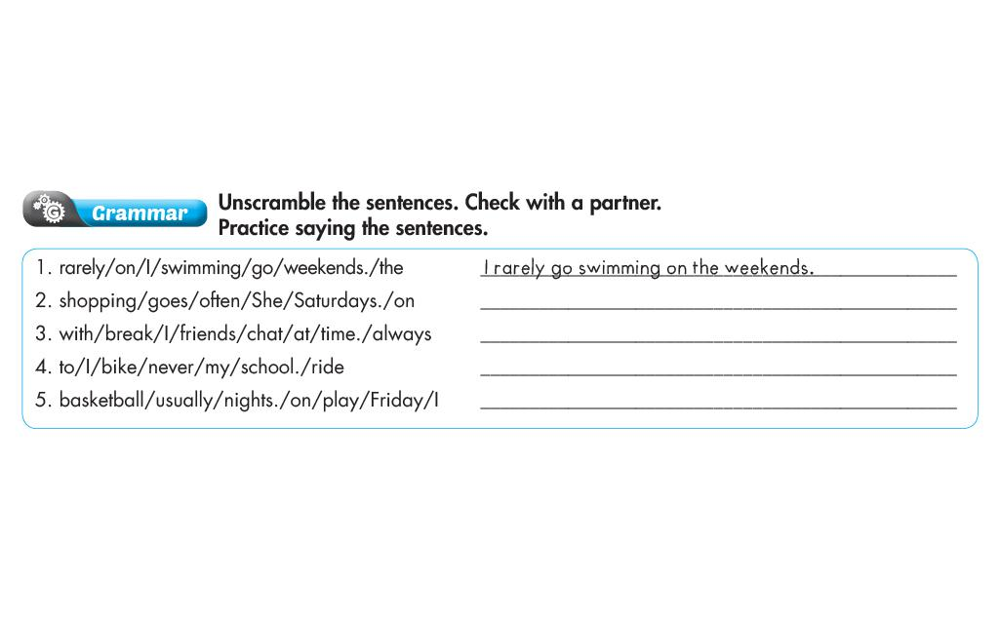 Grammar
Unscramble the sentences. Check with a partner.
Practice saying the sentences.
1. rarely/on/I/swimming/go/weekends./the I rarely go swimming on the weekends.
2. shopping/goes/often/She/Saturdays./on
3. with/break/I/friends/chat/at/time./always
4. to/I/bike/never/my/school./ride
5. basketball/usually/nights./on/play/Friday/I